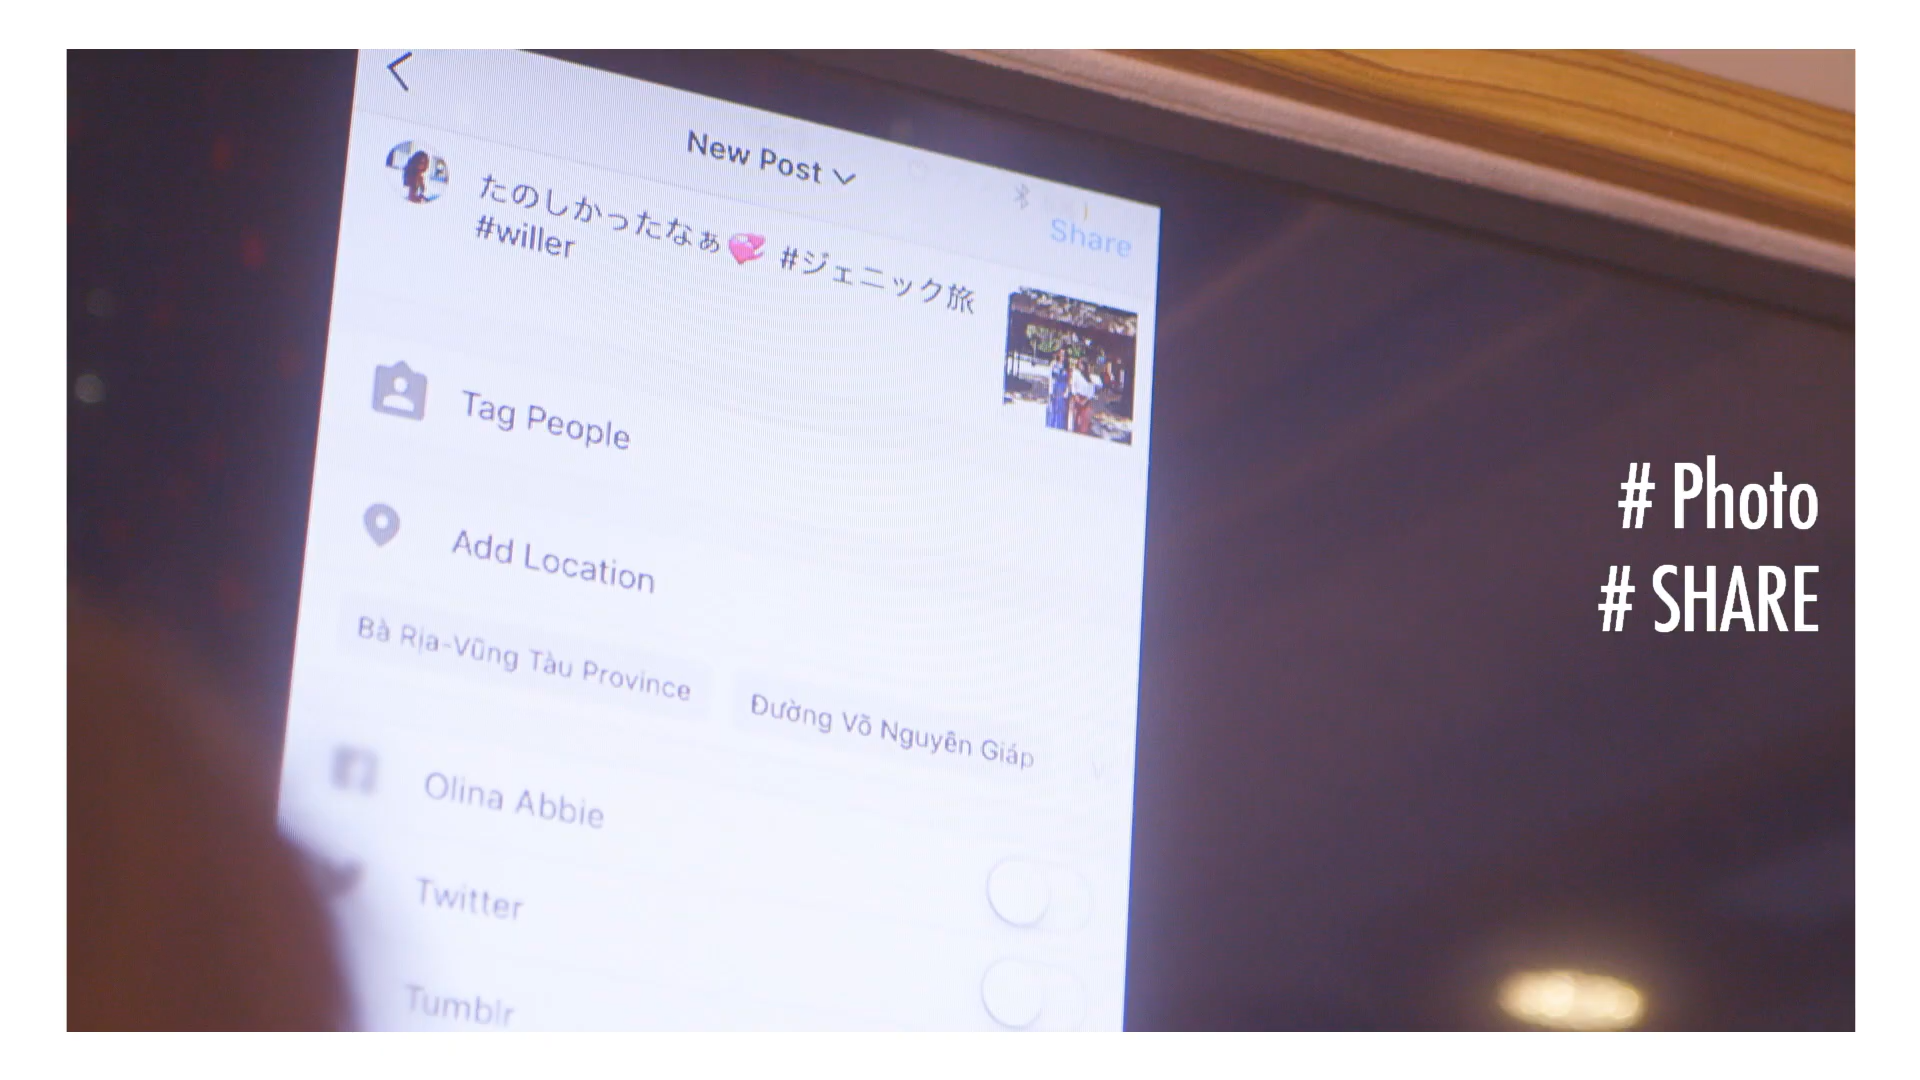 New Post
Share
たのしかったなぁ💞 #ジェニック旅
#willer
Tag People
Add Location
Bà Rịa-Vũng Tàu Province
Đường Võ Nguyên Giáp
Olina Abbie
Twitter
Tumblr
# Photo
# SHARE